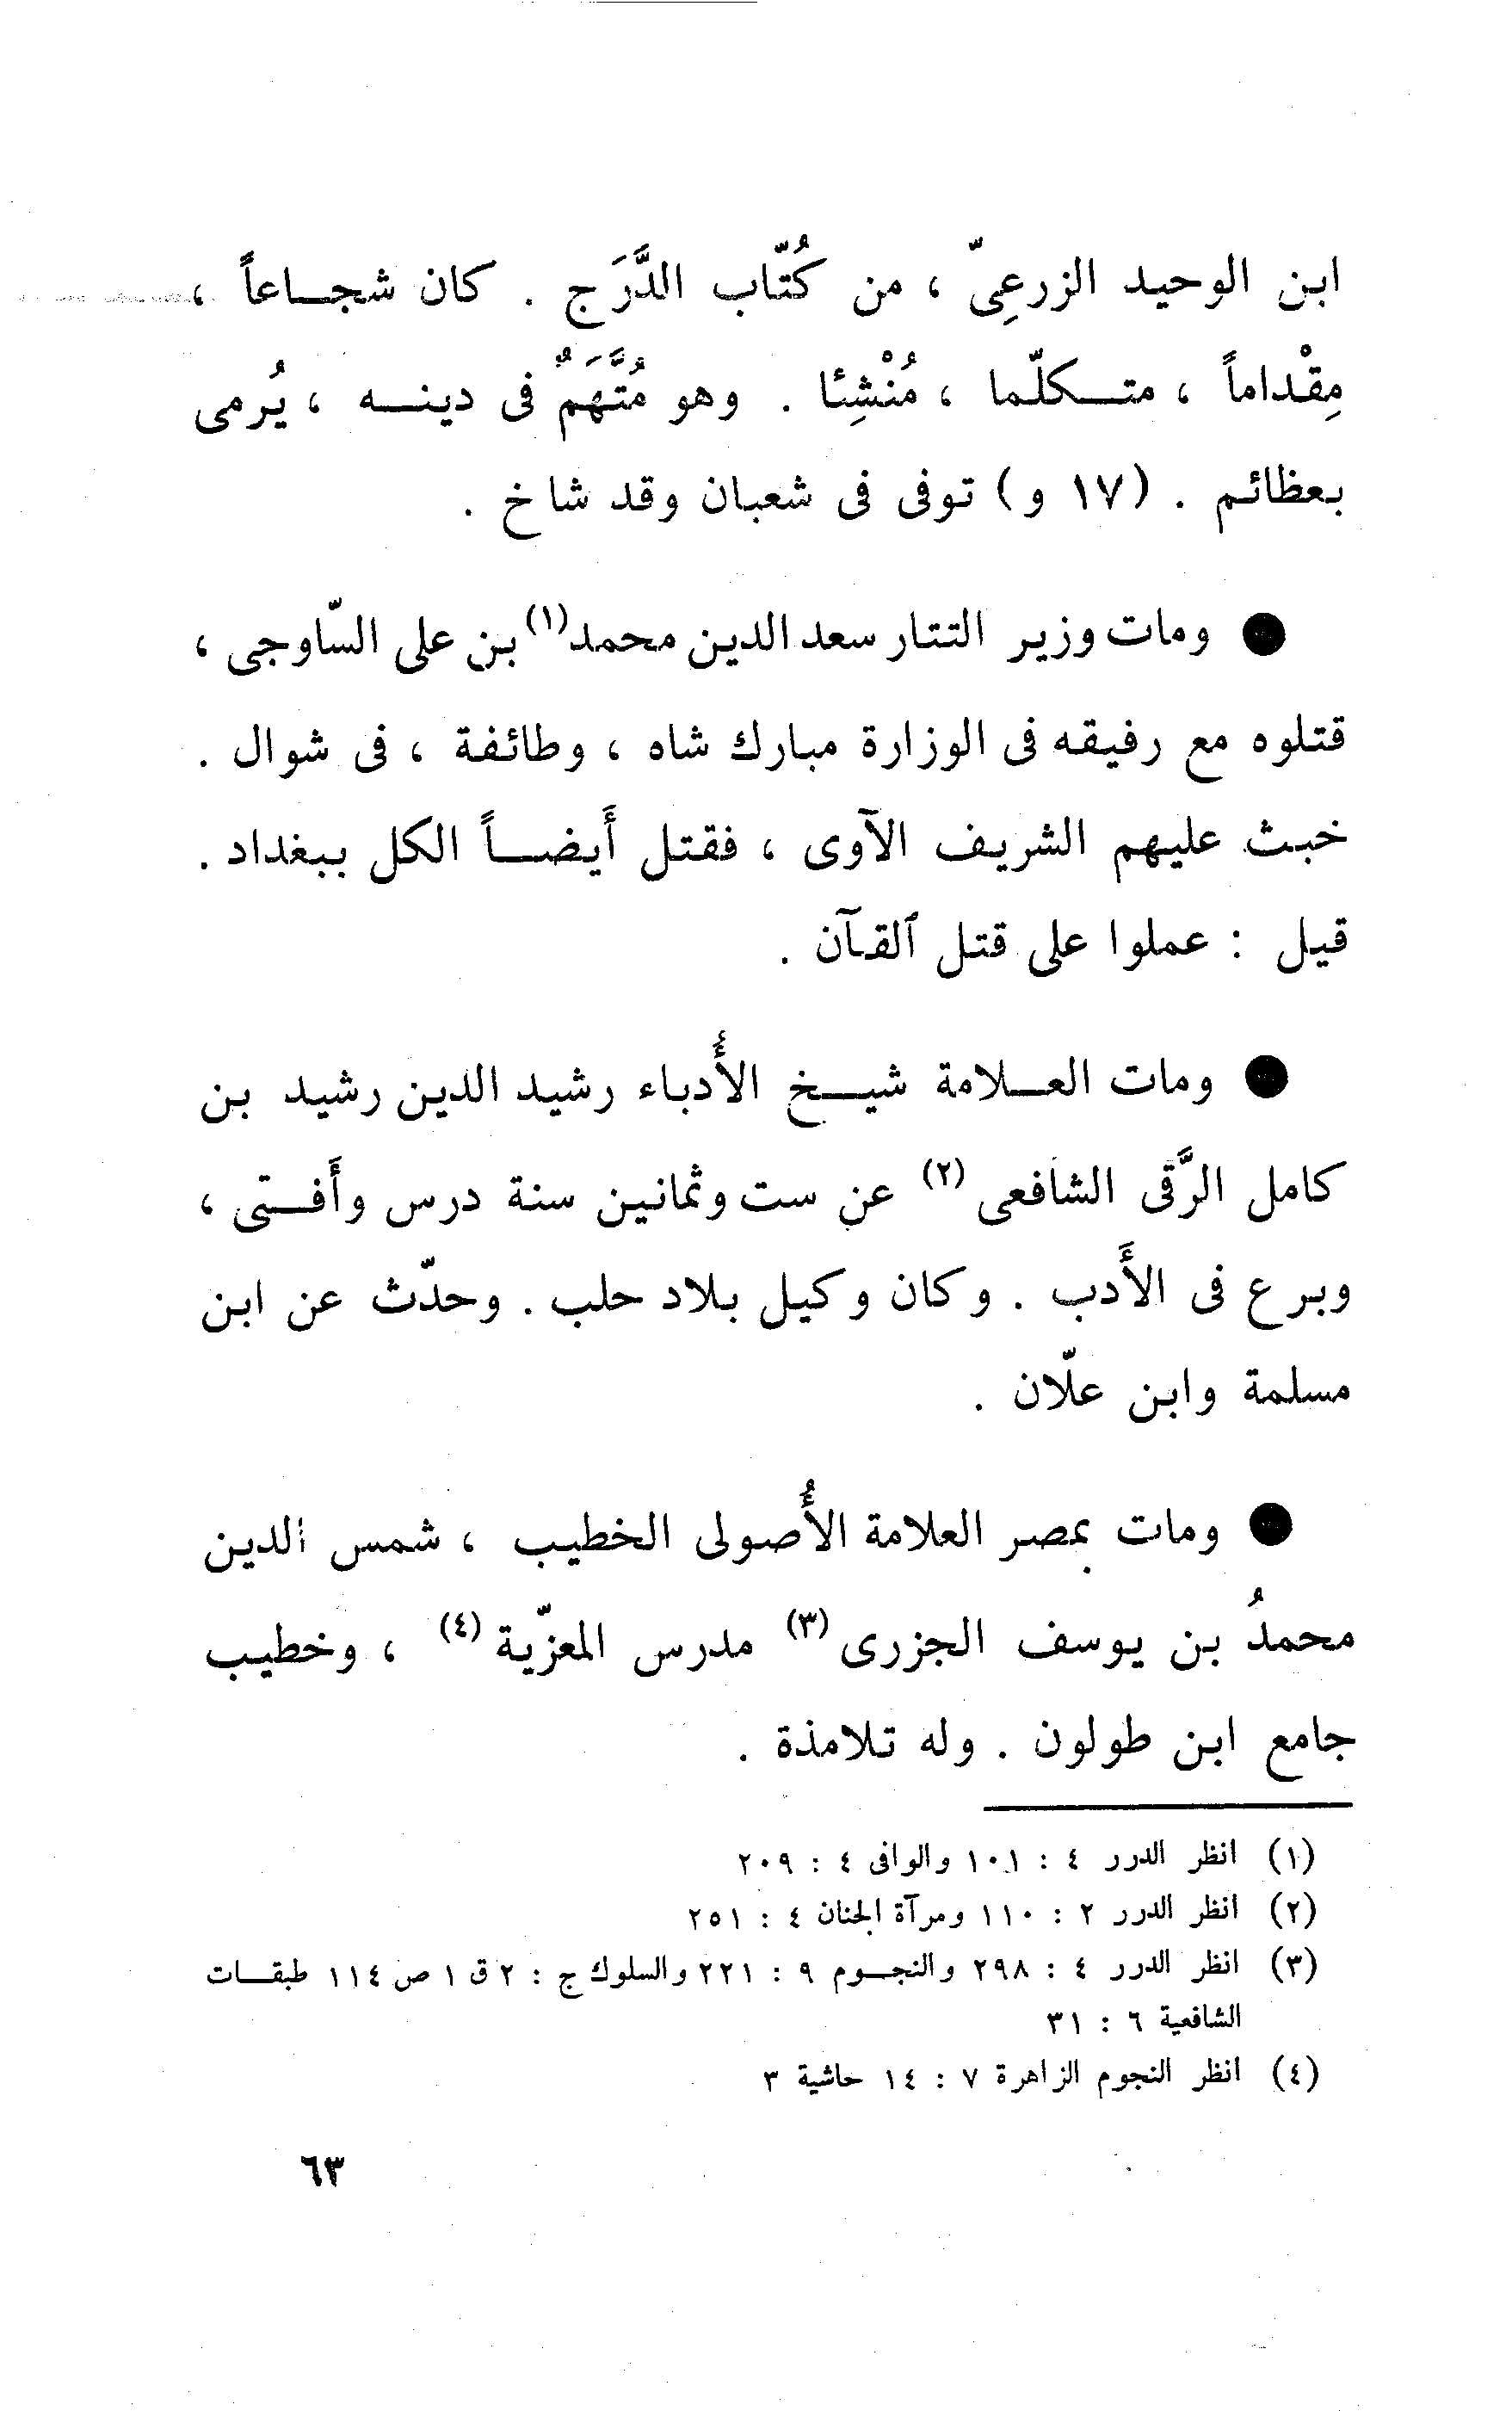 ابن الوحيد الزرعِىّ ، من كُتّاب الدَّرَج . كان شجاعاً ،
مِقْداماً ، متكلّما ، مُنْشِئا . وهو مُتَّهَمٌ فى دينه ، يُرمى
بعظائم . (١٧ و) توفى فى شعبان وقد شاخ .
● ومات وزير التتار سعد الدين محمد(١) بن على السّاوجى ،
قتلوه مع رفيقه فى الوزارة مبارك شاه ، وطائفة ، فى شوال .
خبث عليهم الشريف الآوى ، فقتل أَيضاً الكل ببغداد .
قيل : عملوا على قتل القآن .
● ومات العلامة شيخ الأَدباء رشيد الدين رشيد بن
كامل الرَّقى الشافعى (٢) عن ست وثمانين سنة درس وأَفتى ،
وبرع فى الأَدب . وكان وكيل بلاد حلب . وحدّث عن ابن
مسلمة وابن علّان .
● ومات بمصر العلامة الأُصولى الخطيب ، شمس الدين
محمدُ بن يوسف الجزرى (٣) مدرس المعزّية (٤) ، وخطيب
جامع ابن طولون . وله تلامذة .
(١) انظر الدرر ٤ : ١٠١ والوافى ٤ : ٢٠٩
(٢) انظر الدرر ٢ : ١١٠ ومرآة الجنان ٤ : ٢٥١
(٣) انظر الدرر ٤ : ٢٩٨ والنجوم ٩ : ٢٢١ والسلوك ج : ٢ ق ١ ص ١١٤ طبقات
الشافعية ٦ : ٣١
(٤) انظر النجوم الزاهرة ٧ : ١٤ حاشية ٣
٦٣